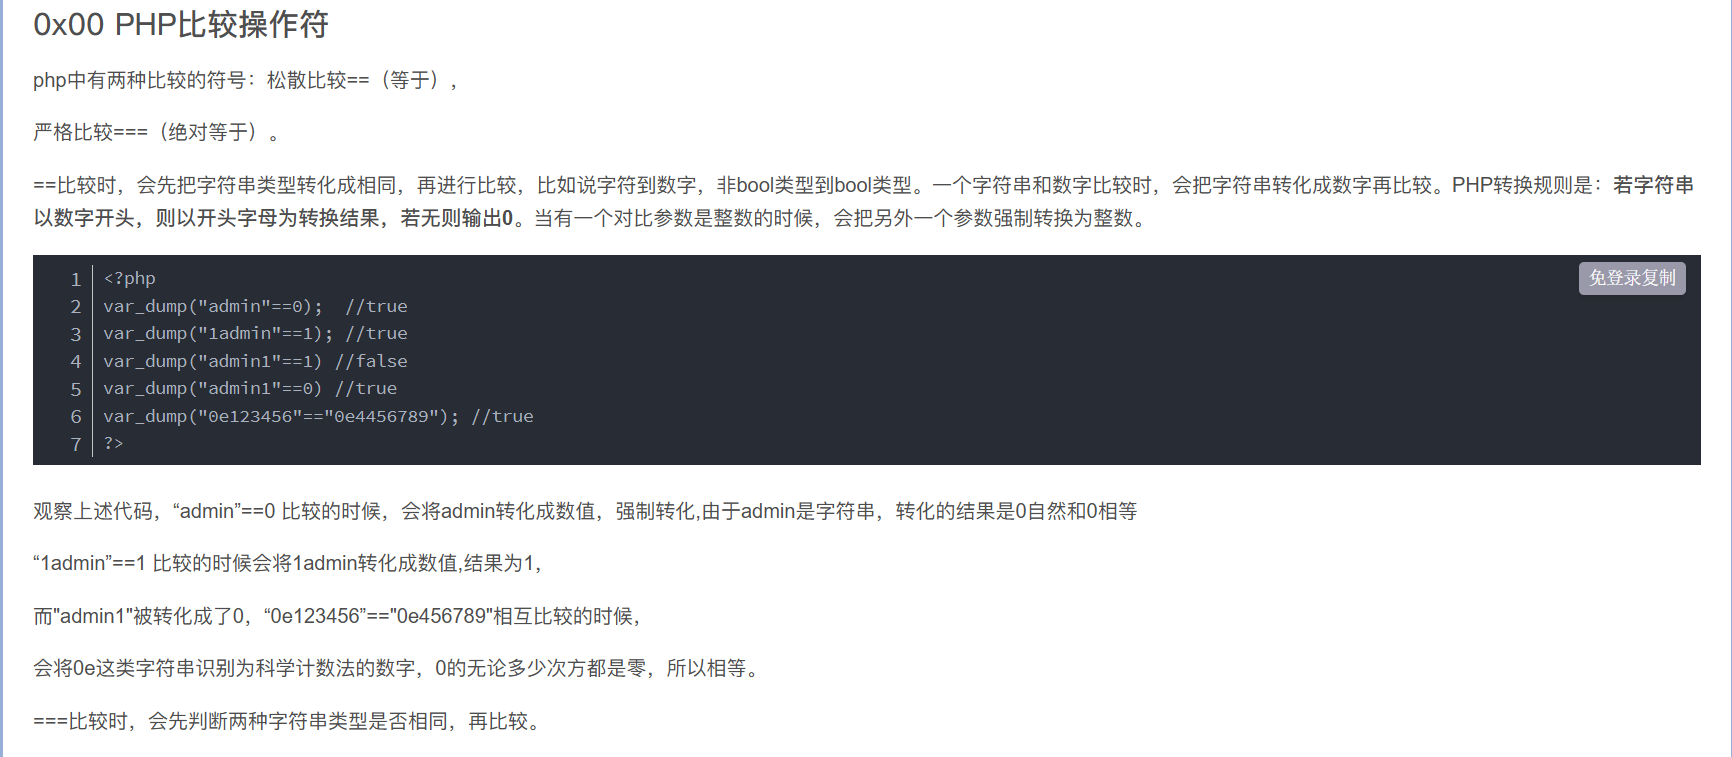 0x00 PHP比较操作符
php中有两种比较的符号：松散比较==（等于），
严格比较===（绝对等于）。
==比较时，会先把字符串类型转化成相同，再进行比较，比如说字符到数字，非bool类型到bool类型。一个字符串和数字比较时，会把字符串转化成数字再比较。PHP转换规则是：若字符串
以数字开头，则以开头字母为转换结果，若无则输出0。当有一个对比参数是整数的时候，会把另外一个参数强制转换为整数。
免登录复制
1 <?php
2 var_dump("admin"==0);  //true
3 var_dump("1admin"==1); //true
4 var_dump("admin1"==1) //false
5 var_dump("admin1"==0) //true
6 var_dump("0e123456"=="0e4456789"); //true
7 ?>
观察上述代码，“admin”==0 比较的时候，会将admin转化成数值，强制转化,由于admin是字符串，转化的结果是0自然和0相等
“1admin”==1 比较的时候会将1admin转化成数值,结果为1，
而"admin1"被转化成了0，“0e123456”=="0e456789"相互比较的时候，
会将0e这类字符串识别为科学计数法的数字，0的无论多少次方都是零，所以相等。
===比较时，会先判断两种字符串类型是否相同，再比较。